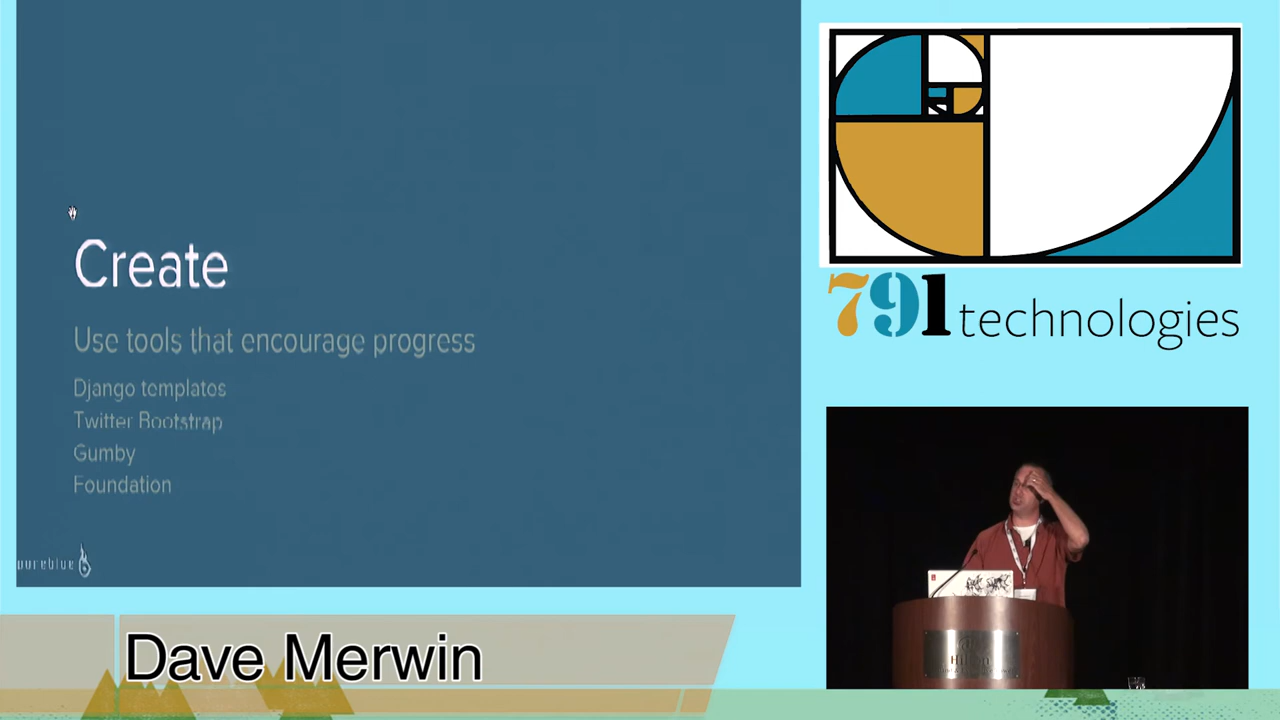 Create
Use tools that encourage progress
Django templates
Twitter Bootstrap
Gumby
Foundation
pureblue
791 technologies
Dave Merwin